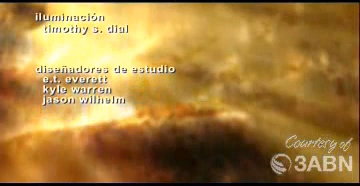 iluminación
timothy s. dial
diseñadores de estudio
e.t. everett
kyle warren
jason wilhelm
Courtesy of
3ABN